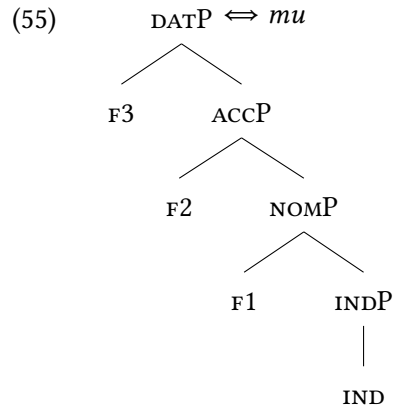 (55) DATP ⇔ mu
F3 ACCP
F2 NOMP
F1 INDP
IND